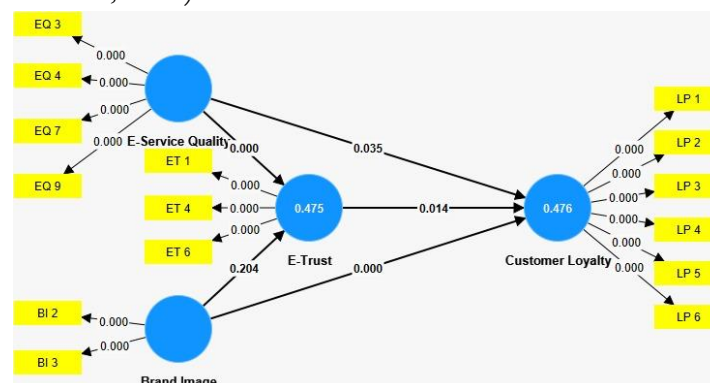 EQ 3
0.000
EQ 4
0.000
EQ 7
0.000
0.000
E-Service Quality
EQ 9
0.000
0.035
ET 1
0.000
ET 4
0.000
ET 6
0.000
0.475
E-Trust
0.014
0.476
Customer Loyalty
0.204
0.000
BI 2
0.000
BI 3
0.000
Brand Image
LP 1
0.000
LP 2
0.000
LP 3
0.000
LP 4
0.000
LP 5
0.000
LP 6
0.000